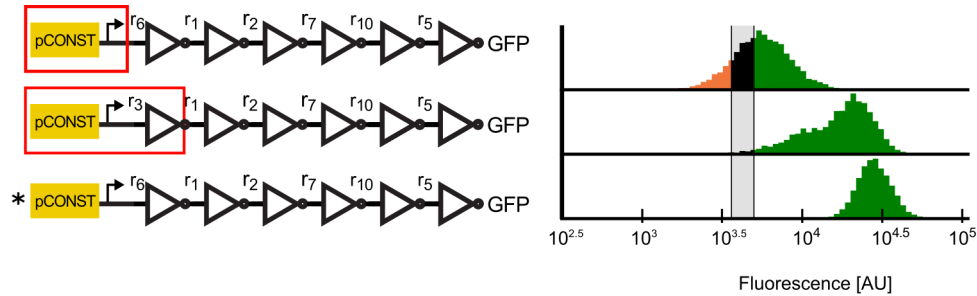 pCONST r6 r1 r2 r7 r10 r5 GFP
pCONST r3 r1 r2 r7 r10 r5 GFP
* pCONST r6 r1 r2 r7 r10 r5 GFP
10^2.5 10^3 10^3.5 10^4 10^4.5 10^5
Fluorescence [AU]